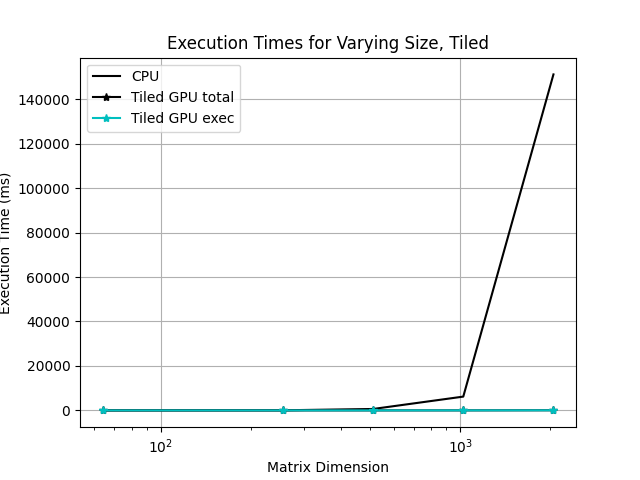 Execution Times for Varying Size, Tiled
CPU
Tiled GPU total
Tiled GPU exec
Execution Time (ms)
140000
120000
100000
80000
60000
40000
20000
0
10²
10³
Matrix Dimension